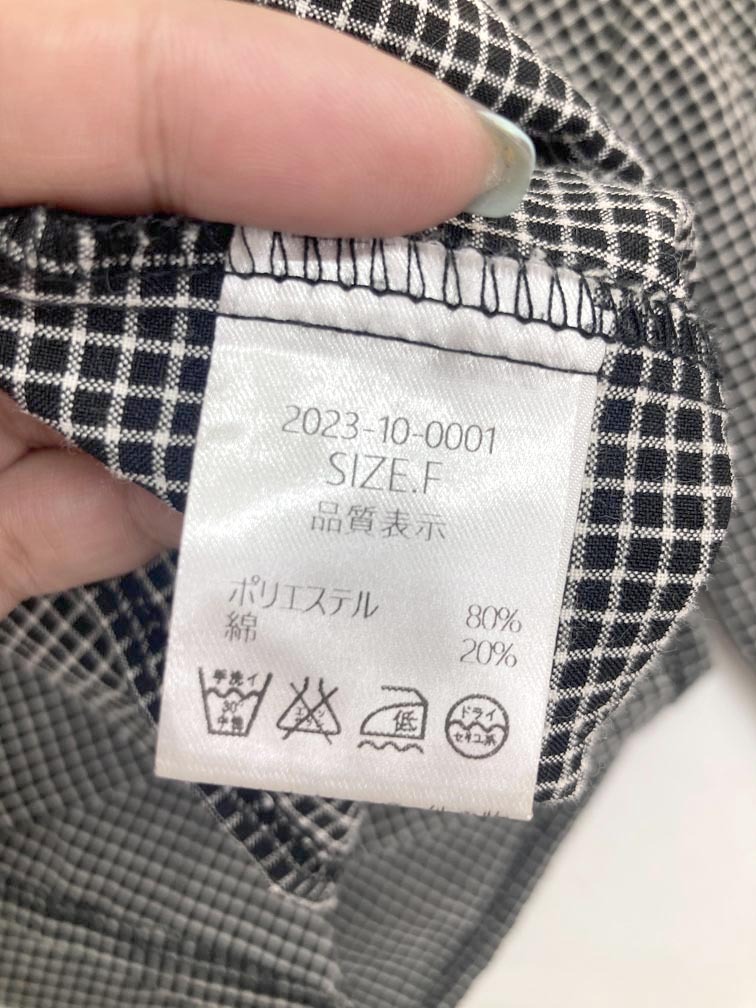 2023-10-0001
SIZE.F
品質表示
ポリエステル 80%
綿 20%
手洗イ
30
中性
低
ドライ
セキユ系